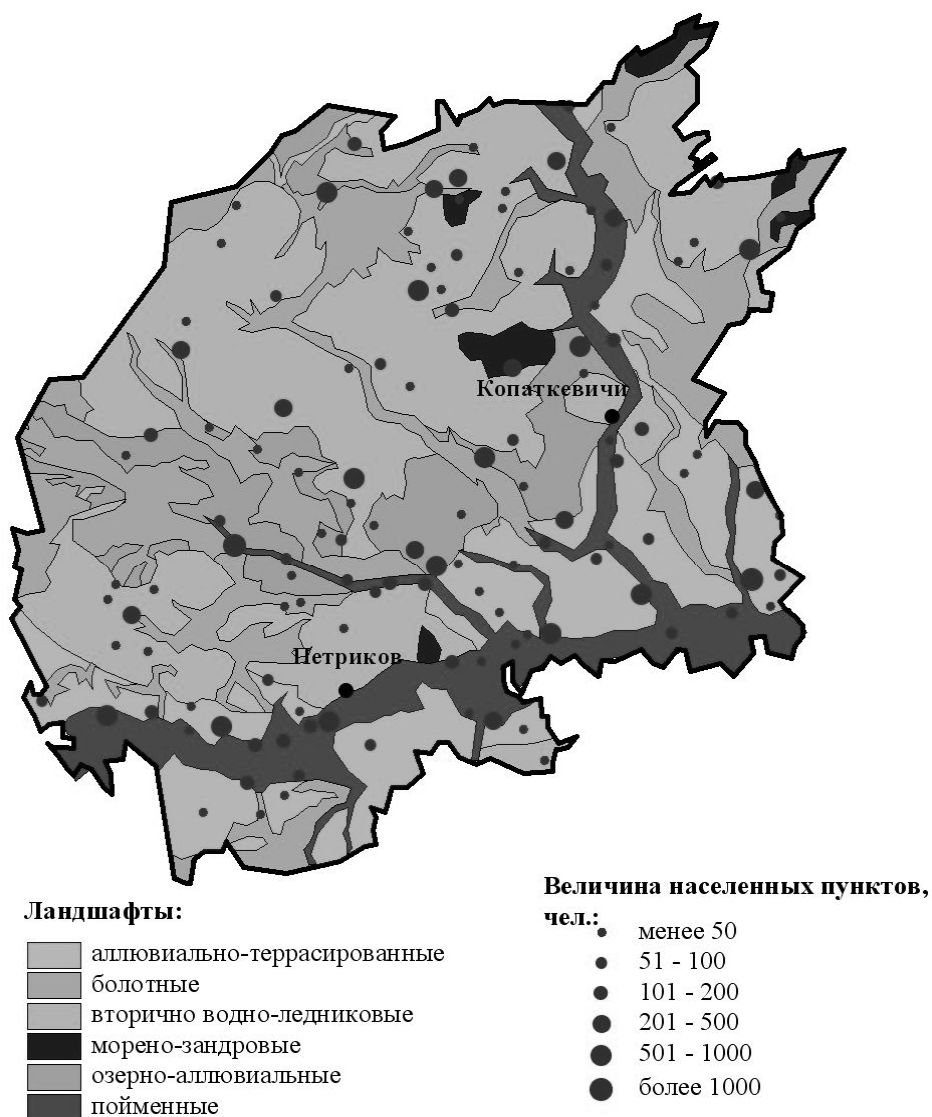 Копаткевичи
Петриков
Ландшафты:
аллювиально-террасированные
болотные
вторично водно-ледниковые
морено-зандровые
озерно-аллювиальные
пойменные
Величина населенных пунктов,
чел.:
менее 50
51 - 100
101 - 200
201 - 500
501 - 1000
более 1000